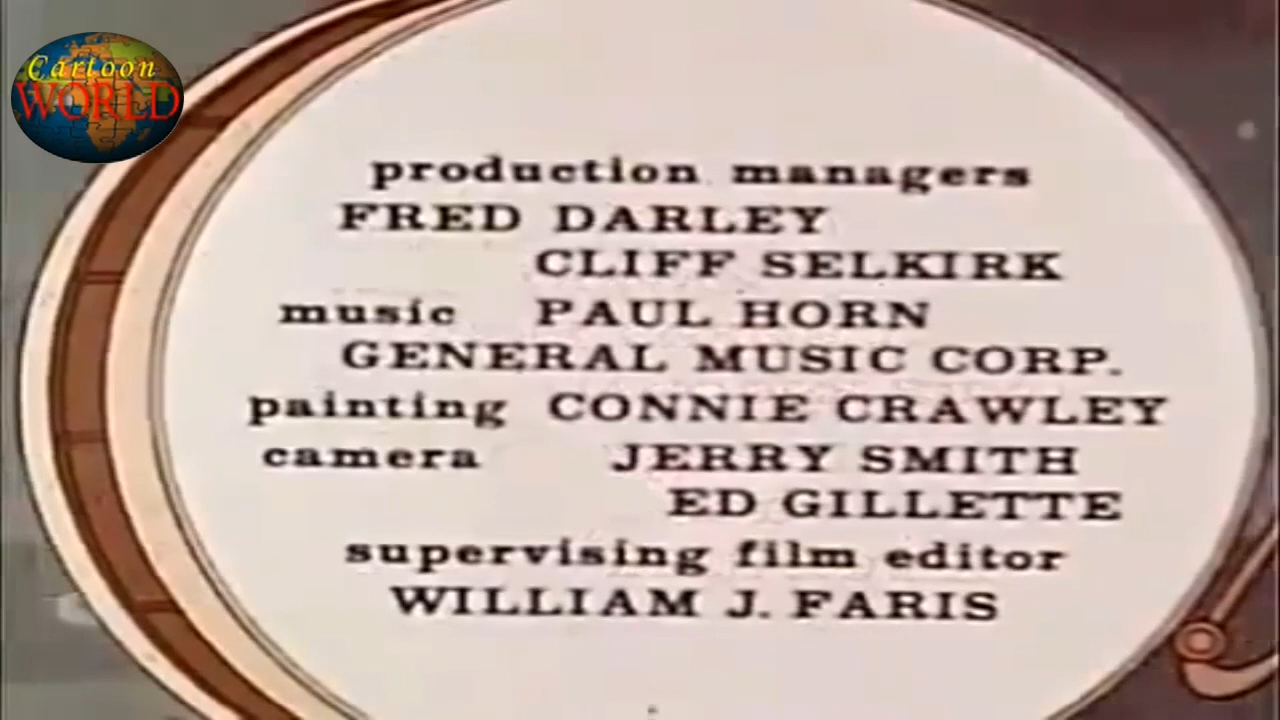 Cartoon
WORLD
production managers
FRED DARLEY
CLIFF SELKIRK
music PAUL HORN
GENERAL MUSIC CORP.
painting CONNIE CRAWLEY
camera JERRY SMITH
ED GILLETTE
supervising film editor
WILLIAM J. FARIS